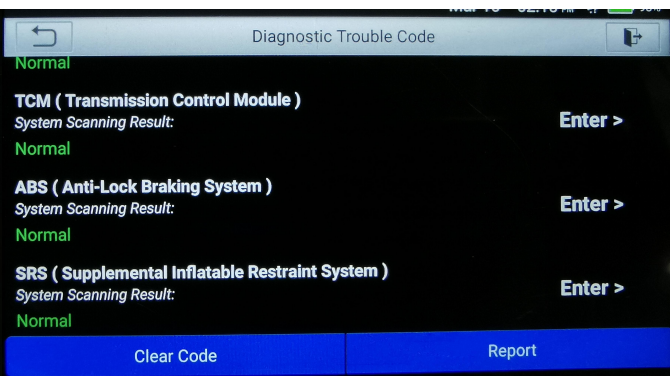 Diagnostic Trouble Code
Normal
TCM ( Transmission Control Module )
System Scanning Result:
Enter >
Normal
ABS ( Anti-Lock Braking System )
System Scanning Result:
Enter >
Normal
SRS ( Supplemental Inflatable Restraint System )
System Scanning Result:
Enter >
Normal
Clear Code
Report